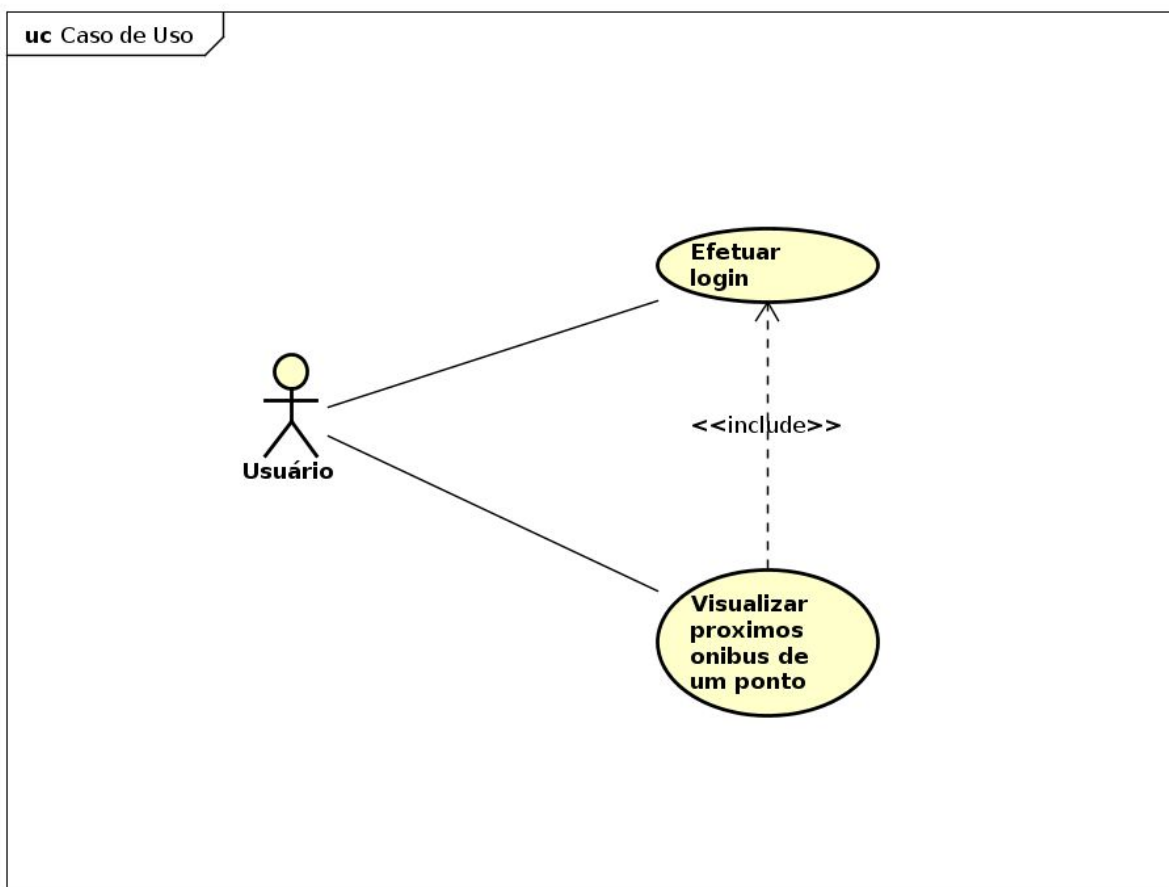 uc Caso de Uso
Efetuar
login
<<include>>
Usuário
Visualizar
proximos
onibus de
um ponto